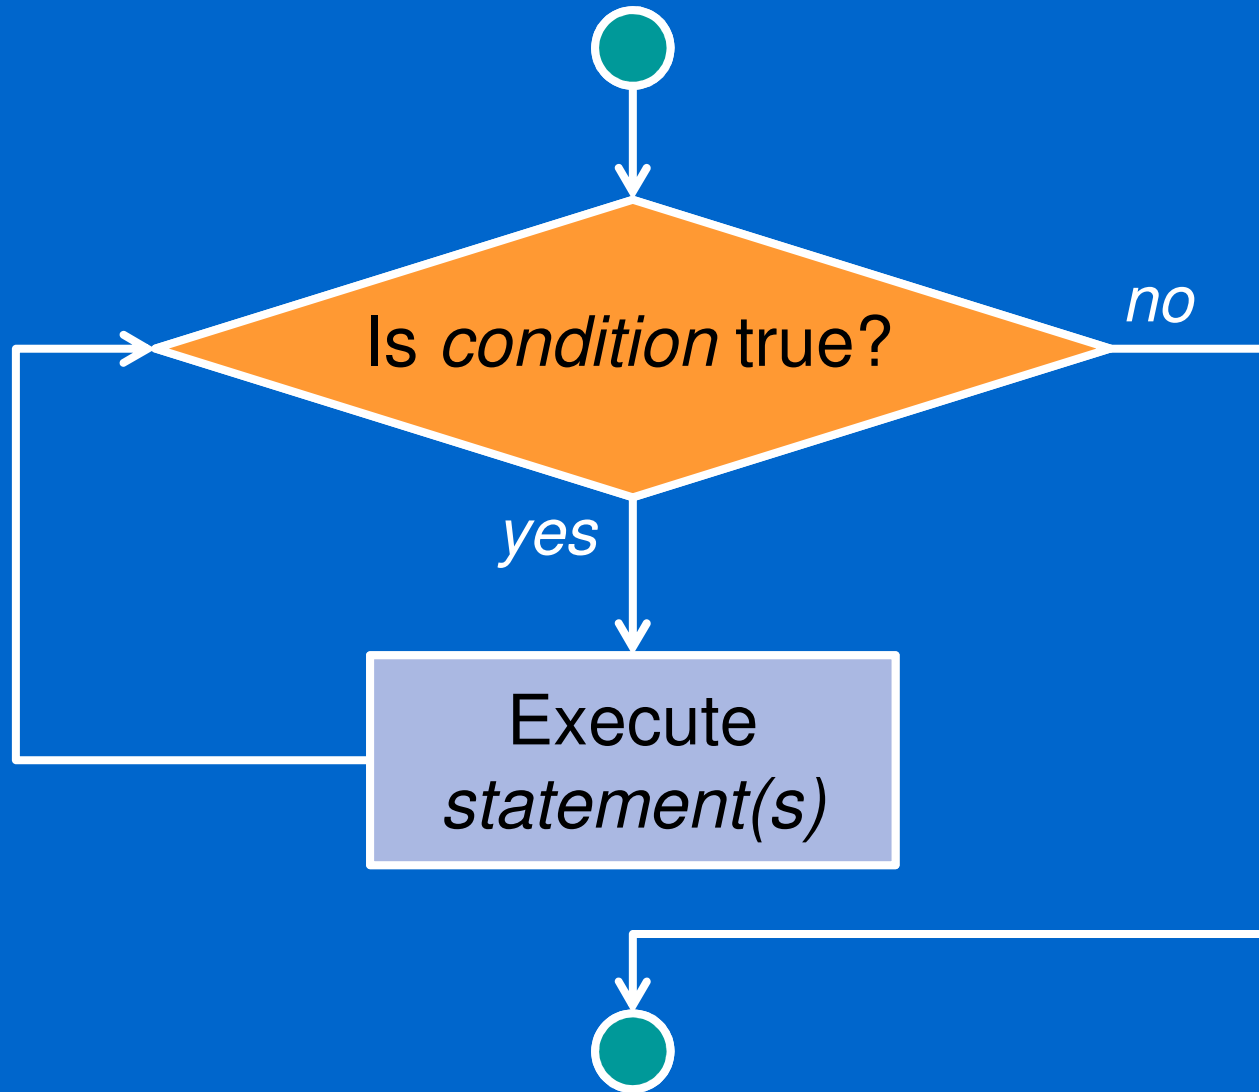 Is condition true?
no
yes
Execute
statement(s)